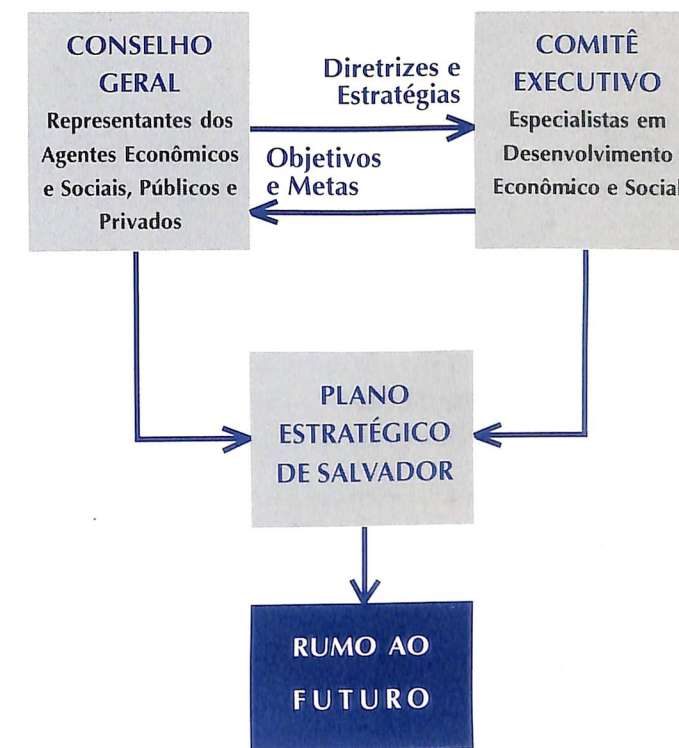 CONSELHO
GERAL
Representantes dos
Agentes Econômicos
e Sociais, Públicos e
Privados
Diretrizes e
Estratégias
Objetivos
e Metas
COMITÊ
EXECUTIVO
Especialistas em
Desenvolvimento
Econômico e Social
PLANO
ESTRATÉGICO
DE SALVADOR
RUMO AO
FUTURO